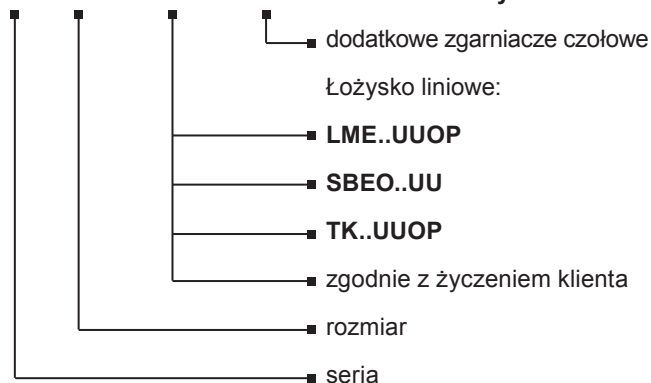 dodatkowe zgarniacze czołowe
Łożysko liniowe:
LME..UUOP
SBEO..UU
TK..UUOP
zgodnie z życzeniem klienta
rozmiar
seria